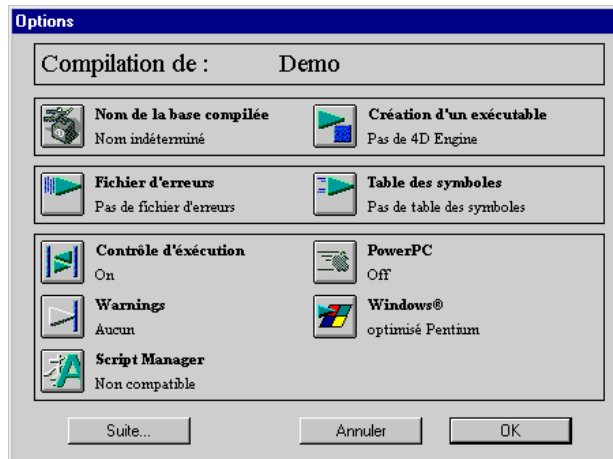 Options
Compilation de : Demo
Nom de la base compilée
Nom indéterminé
Création d'un exécutable
Pas de 4D Engine
Fichier d'erreurs
Pas de fichier d'erreurs
Table des symboles
Pas de table des symboles
Contrôle d'éxécution
On
PowerPC
Off
Warnings
Aucun
Windows®
optimisé Pentium
Script Manager
Non compatible
Suite...
Annuler
OK